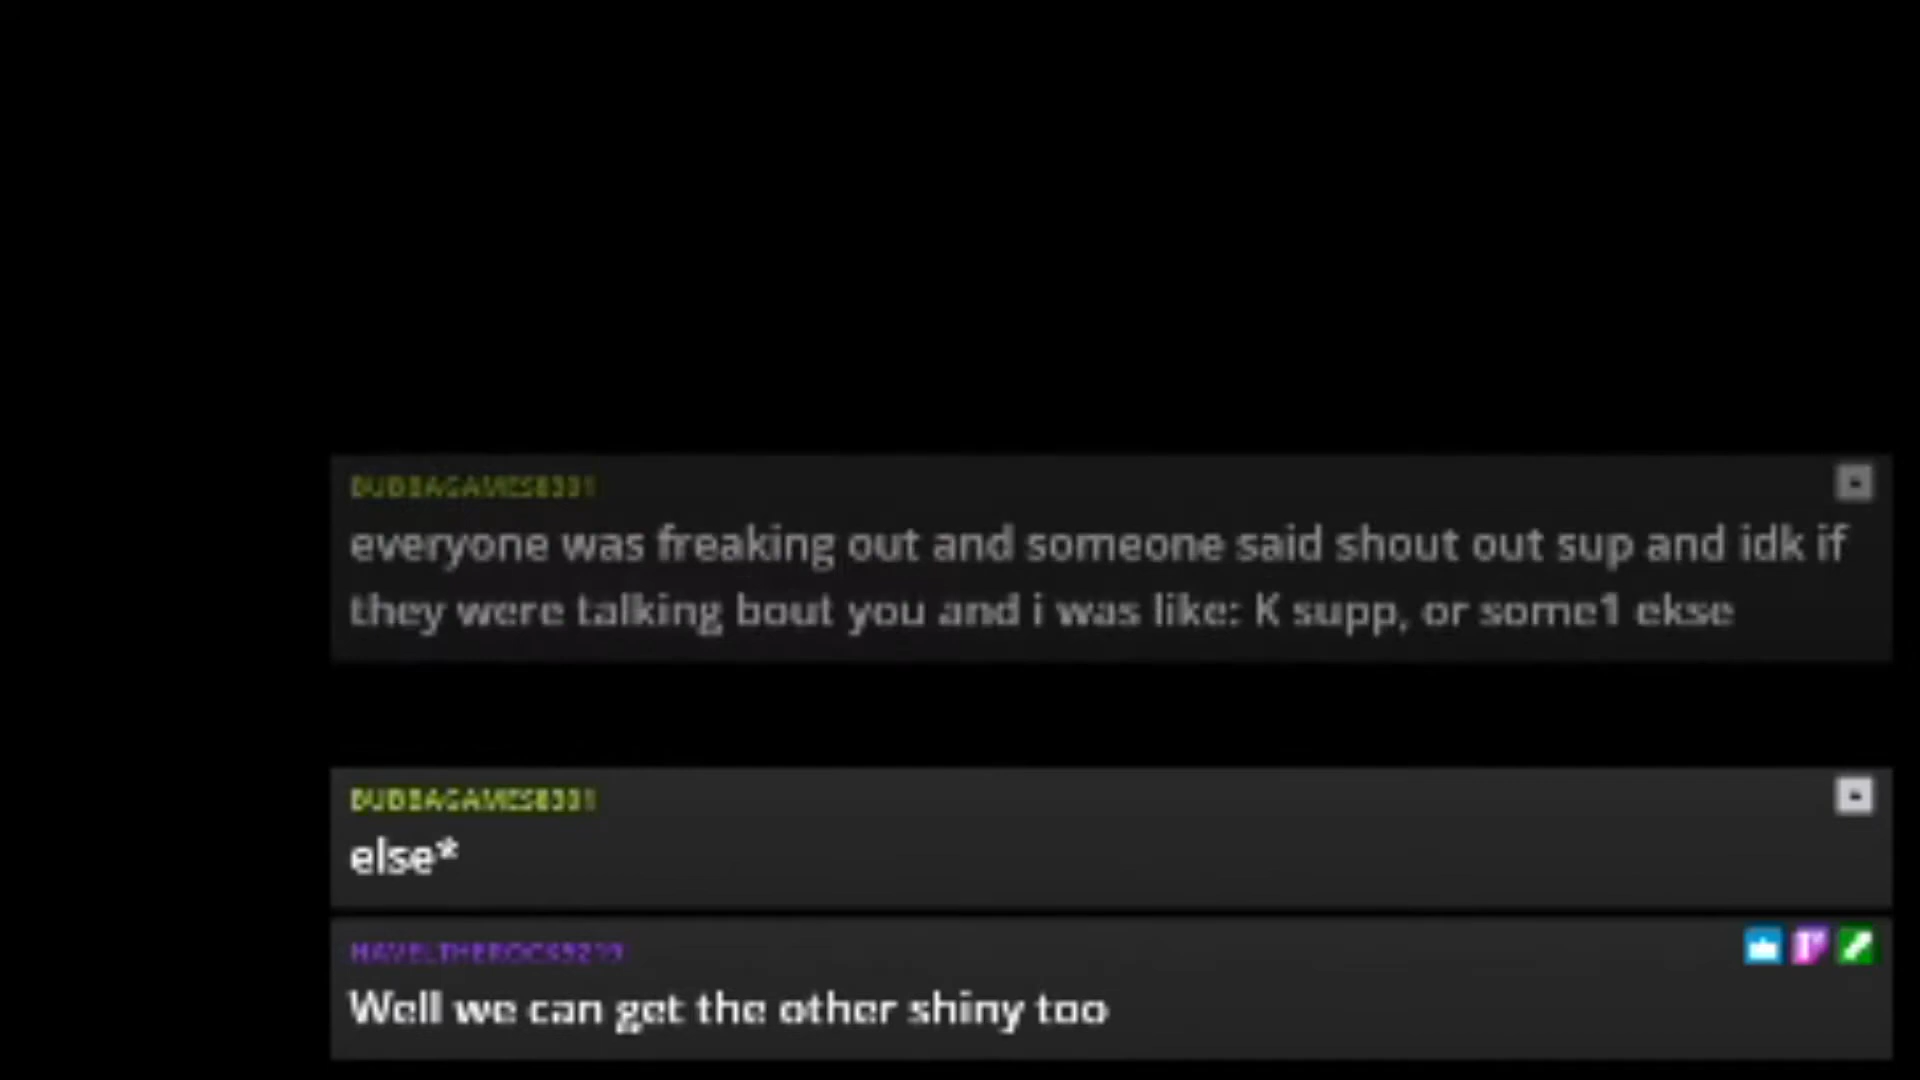 everyone was freaking out and someone said shout out sup and idk if
they were talking bout you and i was like: K supp, or some1 ekse
else*
Well we can get the other shiny too